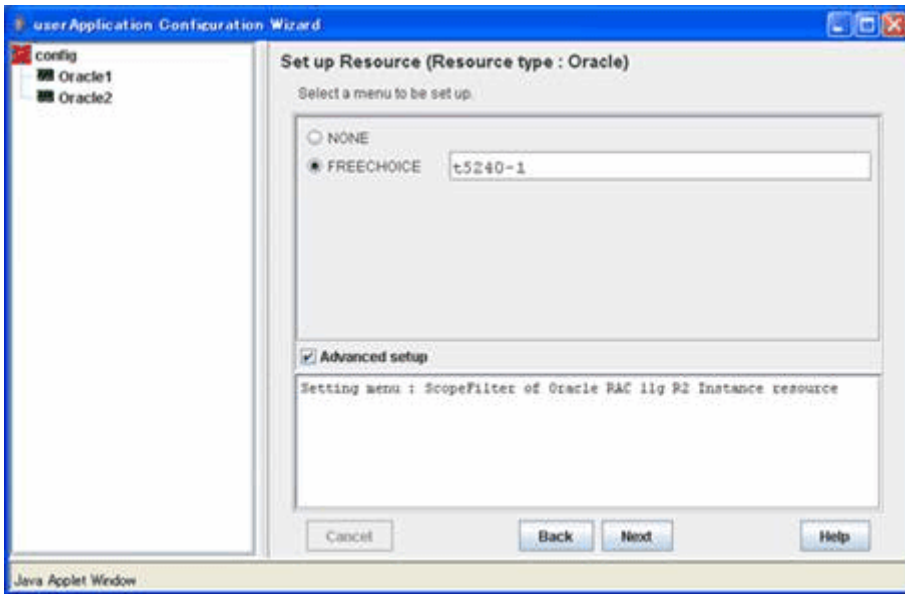 userApplication Configuration Wizard
config
Oracle1
Oracle2
Set up Resource (Resource type : Oracle)
Select a menu to be set up.
NONE
FREECHOICE t5240-1
Advanced setup
Setting menu : ScopeFilter of Oracle RAC 11g R2 Instance resource
Cancel Back Next Help
Java Applet Window